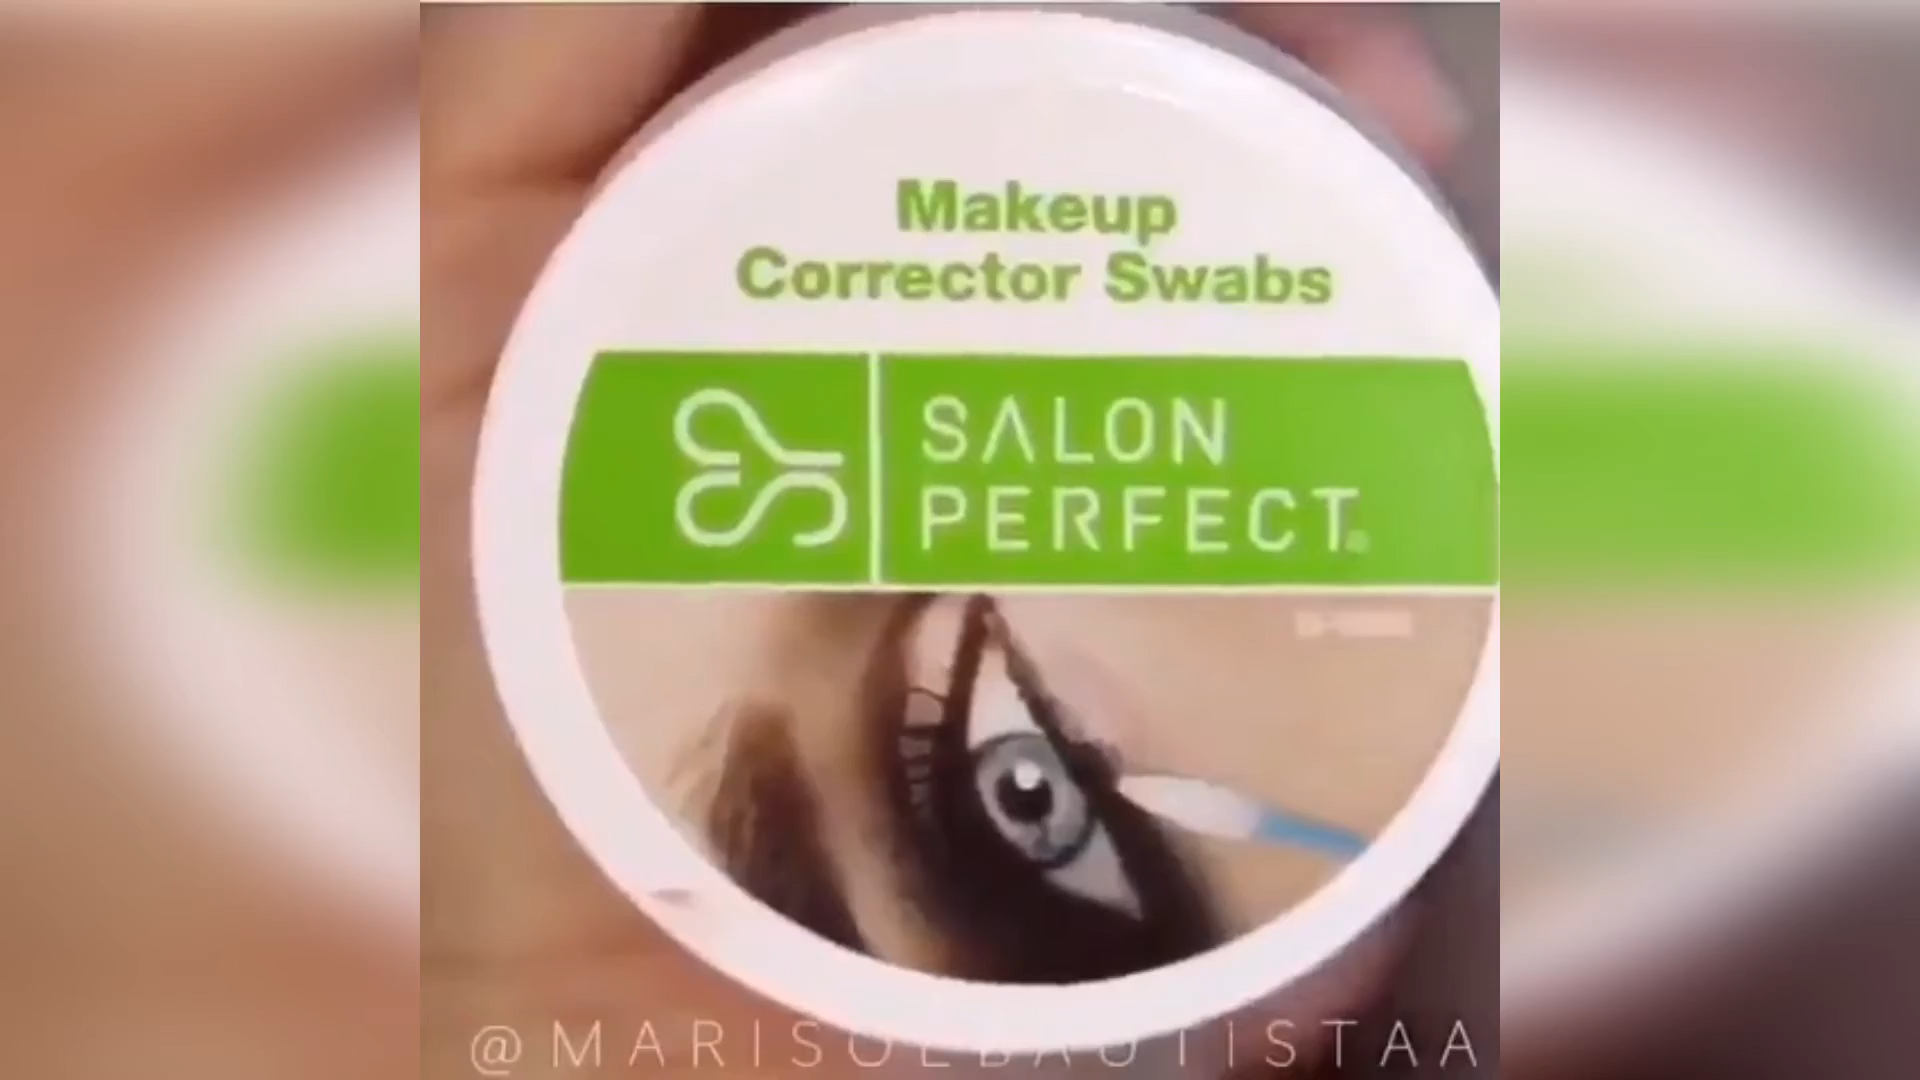 Makeup
Corrector Swabs
SALON
PERFECT®
@MARISOLBAUTISTAA